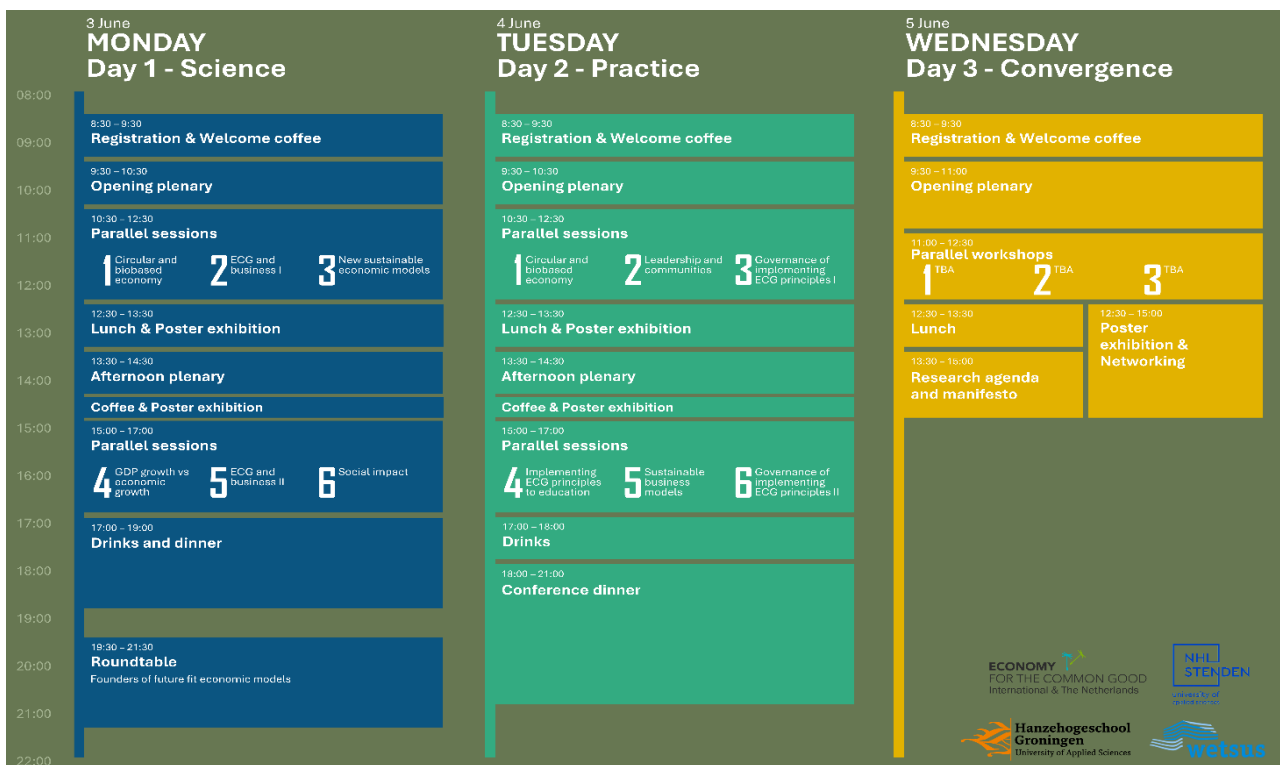 3 June
MONDAY
Day 1 - Science
4 June
TUESDAY
Day 2 - Practice
5 June
WEDNESDAY
Day 3 - Convergence
08:00
09:00
10:00
11:00
12:00
13:00
14:00
15:00
16:00
17:00
18:00
19:00
20:00
21:00
22:00
8:30 – 9:30
Registration & Welcome coffee
9:30 – 10:30
Opening plenary
10:30 – 12:30
Parallel sessions
1 Circular and
biobased
economy
2 ECG and
business I
3 New sustainable
economic models
12:30 – 13:30
Lunch & Poster exhibition
13:30 – 14:30
Afternoon plenary
Coffee & Poster exhibition
15:00 – 17:00
Parallel sessions
4 GDP growth vs
economic
growth
5 ECG and
business II
6 Social impact
17:00 – 19:00
Drinks and dinner
19:30 – 21:30
Roundtable
Founders of future fit economic models
8:30 – 9:30
Registration & Welcome coffee
9:30 – 10:30
Opening plenary
10:30 – 12:30
Parallel sessions
1 Circular and
biobased
economy
2 Leadership and
communities
3 Governance of
implementing
ECG principles I
12:30 – 13:30
Lunch & Poster exhibition
13:30 – 14:30
Afternoon plenary
Coffee & Poster exhibition
15:00 – 17:00
Parallel sessions
4 Implementing
ECG principles
to education
5 Sustainable
business
models
6 Governance of
implementing
ECG principles II
17:00 – 18:00
Drinks
18:00 – 21:00
Conference dinner
8:30 – 9:30
Registration & Welcome coffee
9:30 – 11:00
Opening plenary
11:00 – 12:30
Parallel workshops
1 TBA
2 TBA
3 TBA
12:30 – 13:30
Lunch
13:30 – 15:00
Research agenda
and manifesto
12:30 – 15:00
Poster
exhibition &
Networking
ECONOMY
FOR THE COMMON GOOD
International & The Netherlands
NHL
STENDEN
university of
applied sciences
Hanzehogeschool
Groningen
University of Applied Sciences
wetsus